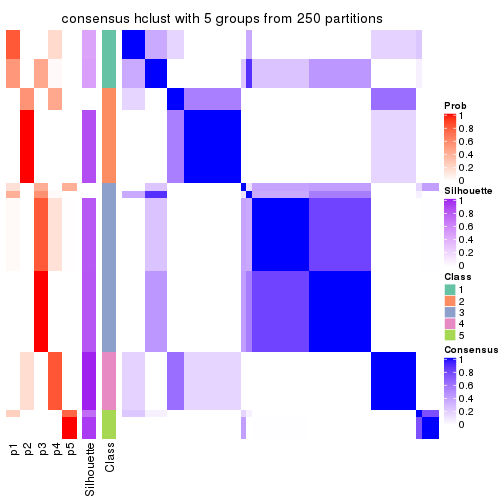 consensus hclust with 5 groups from 250 partitions
Prob
1
0.8
0.6
0.4
0.2
0
Silhouette
1
0.8
0.6
0.4
0.2
0
Class
1
2
3
4
5
Consensus
1
0.8
0.6
0.4
0.2
0
p1
p2
p3
p4
p5
Silhouette
Class